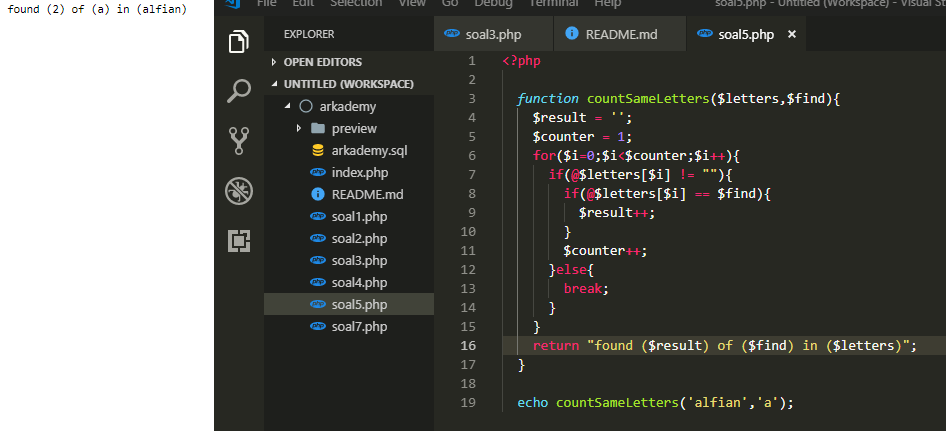 found (2) of (a) in (alfian)
File Edit Selection View Go Debug Terminal Help soal5.php - Untitled (Workspace) - Visual St
EXPLORER
OPEN EDITORS
UNTITLED (WORKSPACE)
arkademy
preview
arkademy.sql
index.php
README.md
soal1.php
soal2.php
soal3.php
soal4.php
soal5.php
soal7.php
soal3.php README.md soal5.php ×
1 <?php
2
3 function countSameLetters($letters,$find){
4 $result = '';
5 $counter = 1;
6 for($i=0;$i<$counter;$i++){
7 if(@$letters[$i] != ""){
8 if(@$letters[$i] == $find){
9 $result++;
10 }
11 $counter++;
12 }else{
13 break;
14 }
15 }
16 return "found ($result) of ($find) in ($letters)";
17 }
18
19 echo countSameLetters('alfian','a');